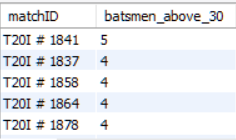 matchID batsmen_above_30
T20I # 1841 5
T20I # 1837 4
T20I # 1858 4
T20I # 1864 4
T20I # 1878 4